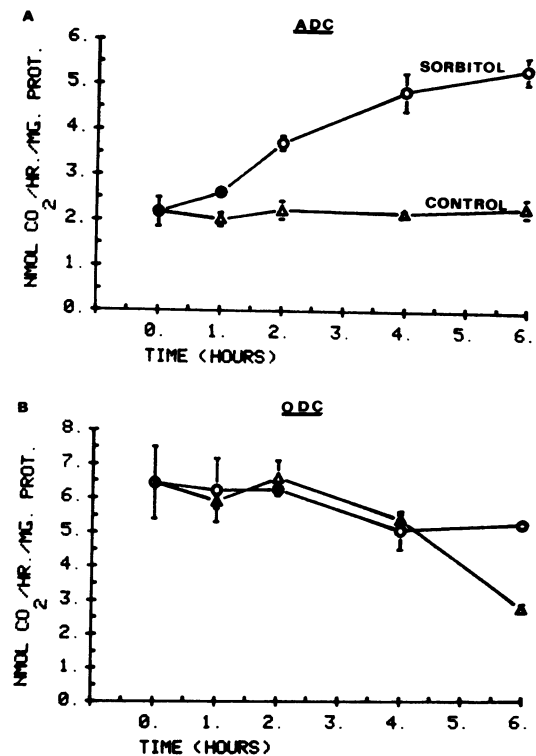 A
ADC
6.
5.
4.
3.
2.
1.
0.
NMOL CO2/HR./MG. PROT.
SORBITOL
CONTROL
0. 1. 2. 3. 4. 5. 6.
TIME (HOURS)
B
ODC
8.
7.
6.
5.
4.
3.
2.
1.
0.
NMOL CO2/HR./MG. PROT.
0. 1. 2. 3. 4. 5. 6.
TIME (HOURS)